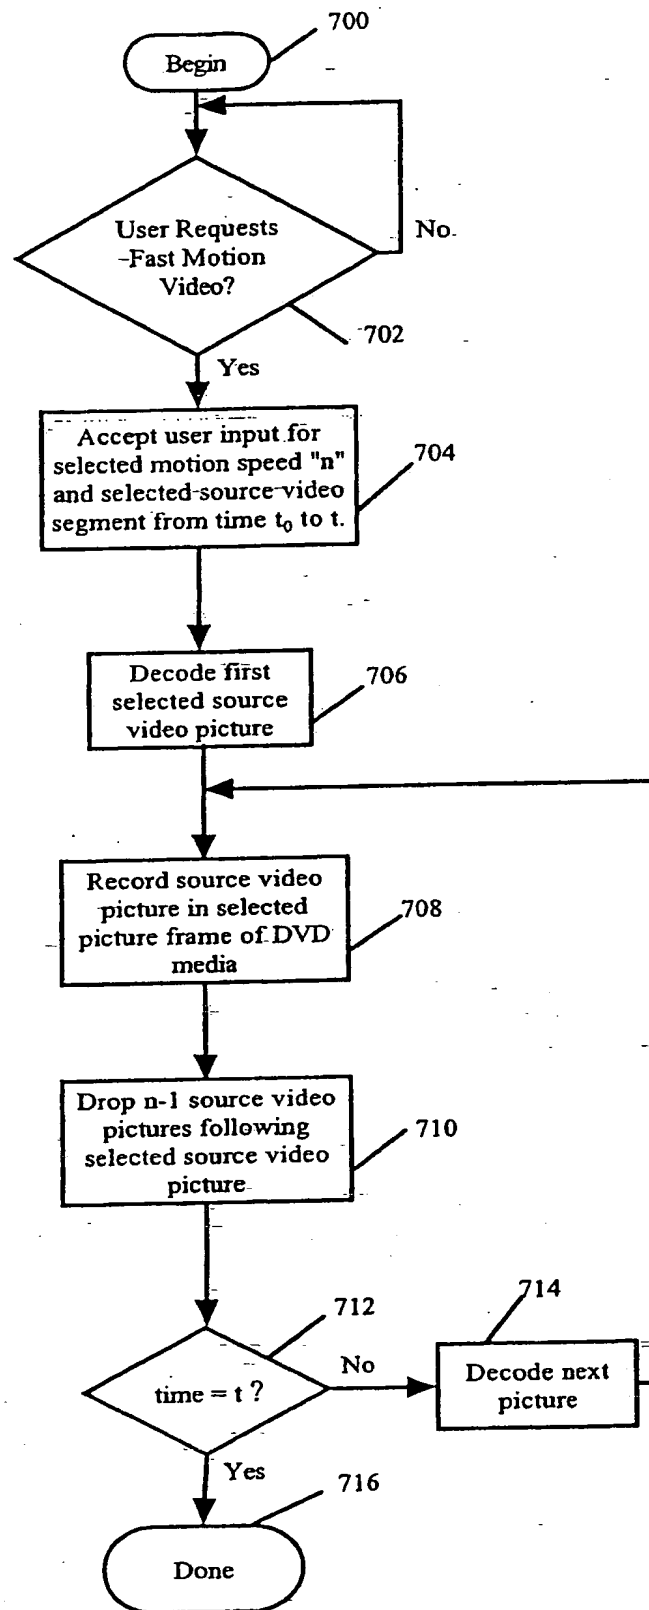 700
Begin
User Requests
Fast Motion
Video?
No
702
Yes
Accept user input for
selected motion speed "n"
and selected source video
segment from time t₀ to t.
704
Decode first
selected source
video picture
706
Record source video
picture in selected
picture frame of DVD
media
708
Drop n-1 source video
pictures following
selected source video
picture
710
712
time = t ?
No
714
Decode next
picture
Yes
716
Done